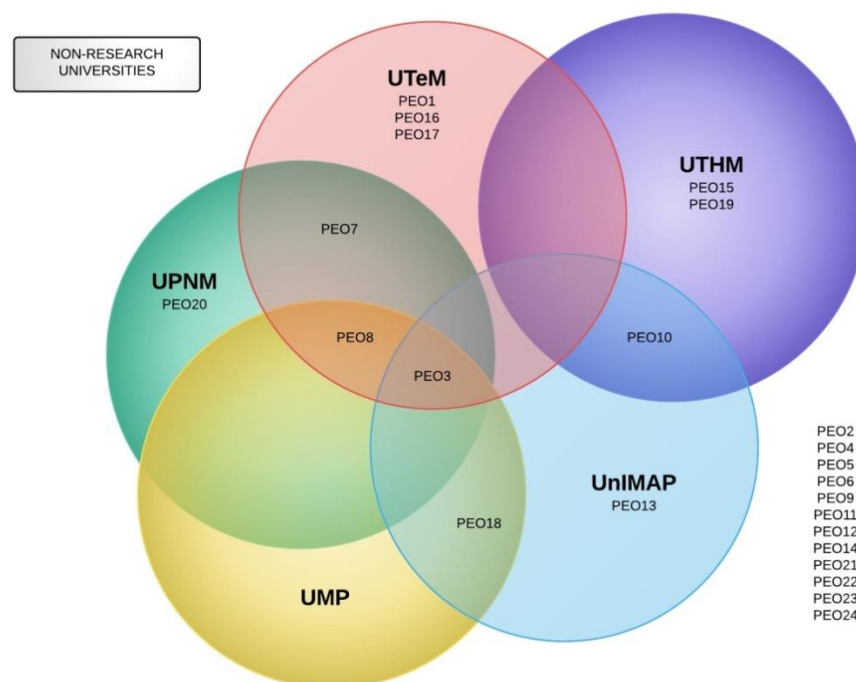 NON-RESEARCH
UNIVERSITIES
UTeM
PEO1
PEO16
PEO17
UTHM
PEO15
PEO19
PEO7
UPNM
PEO20
PEO8
PEO10
PEO3
UnIMAP
PEO13
PEO18
UMP
PEO2
PEO4
PEO5
PEO6
PEO9
PEO11
PEO12
PEO14
PEO21
PEO22
PEO23
PEO24